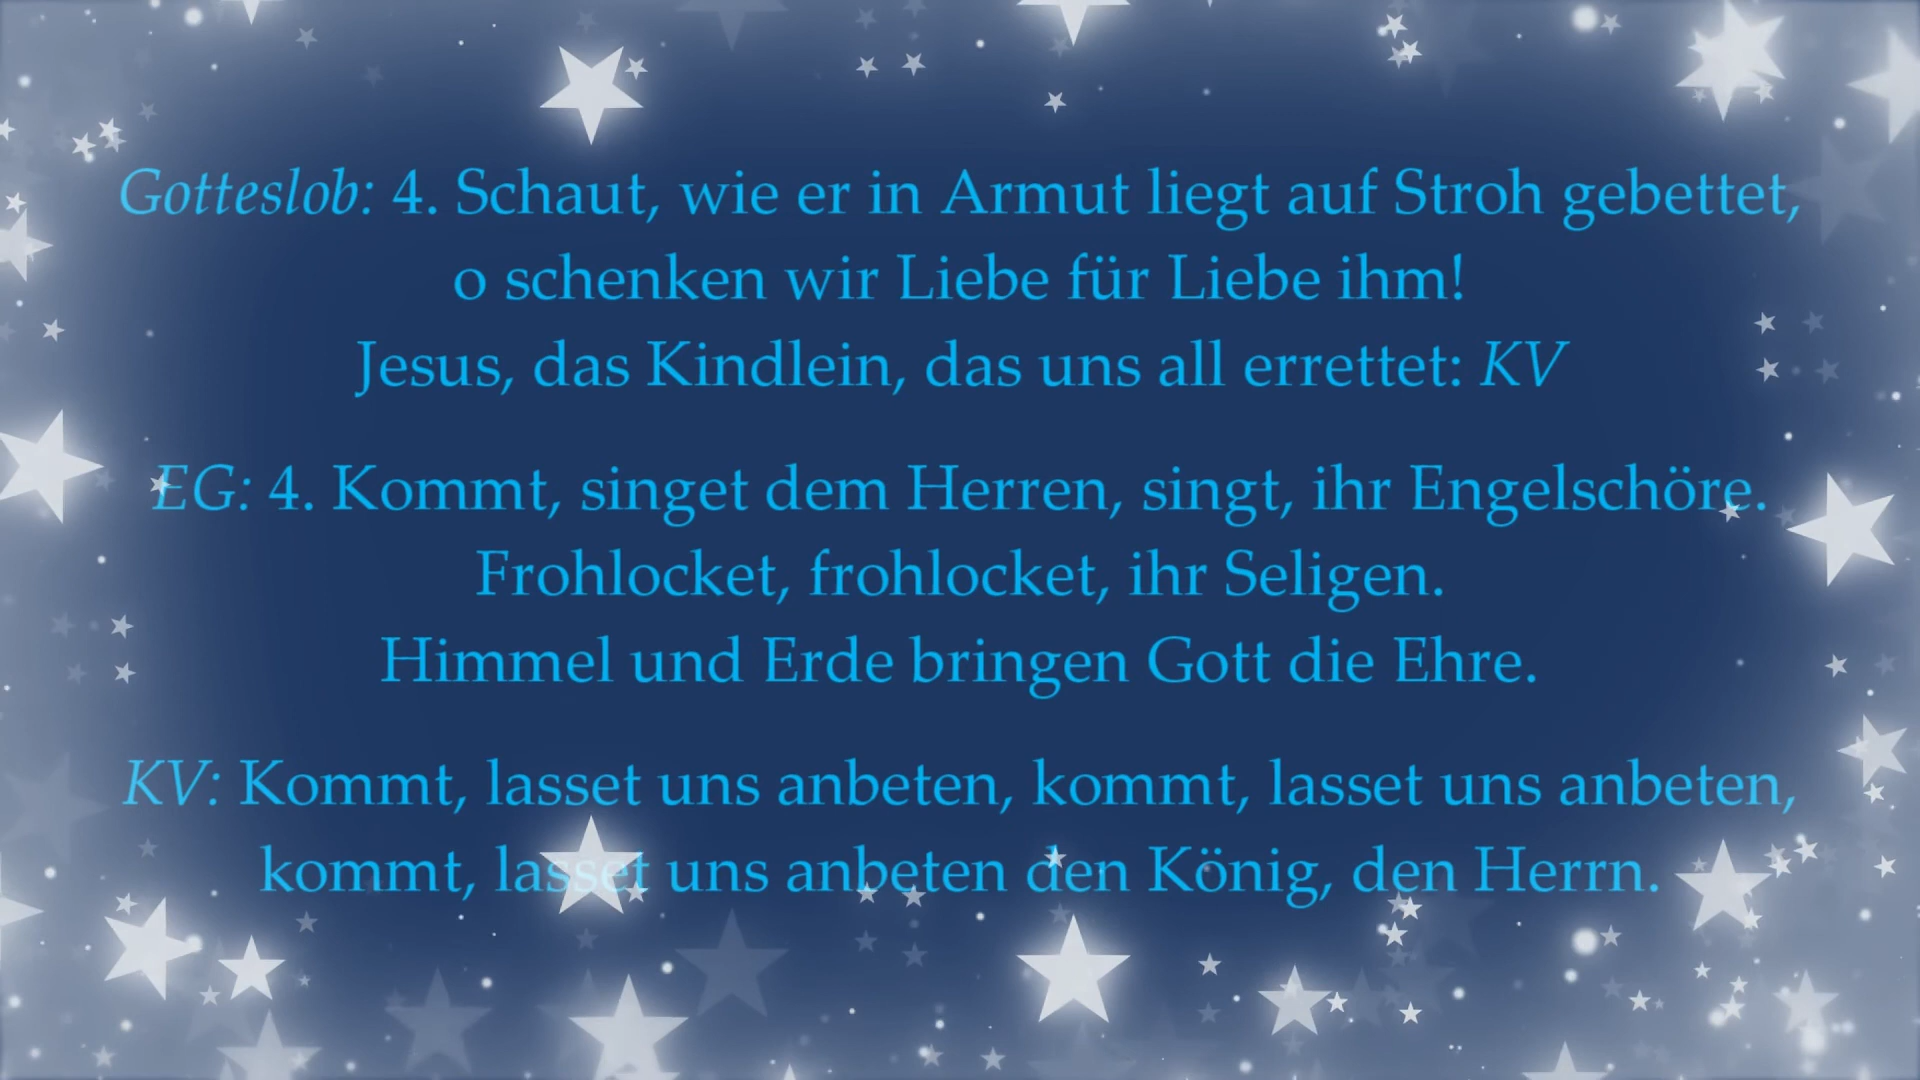 Gotteslob: 4. Schaut, wie er in Armut liegt auf Stroh gebettet,
o schenken wir Liebe für Liebe ihm!
Jesus, das Kindlein, das uns all errettet: KV
EG: 4. Kommt, singet dem Herren, singt, ihr Engelschöre.
Frohlocket, frohlocket, ihr Seligen.
Himmel und Erde bringen Gott die Ehre.
KV: Kommt, lasset uns anbeten, kommt, lasset uns anbeten,
kommt, lasset uns anbeten den König, den Herrn.